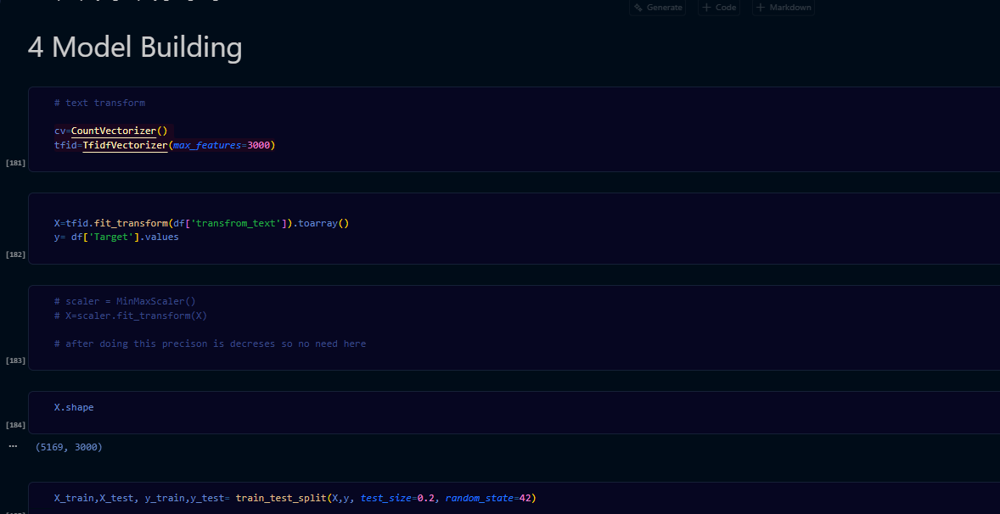 Generate + Code + Markdown
4 Model Building
# text transform
cv=CountVectorizer()
tfid=TfidfVectorizer(max_features=3000)
[181]
X=tfid.fit_transform(df['transfrom_text']).toarray()
y= df['Target'].values
[182]
# scaler = MinMaxScaler()
# X=scaler.fit_transform(X)
# after doing this precison is decreses so no need here
[183]
X.shape
[184]
... (5169, 3000)
X_train,X_test, y_train,y_test= train_test_split(X,y, test_size=0.2, random_state=42)